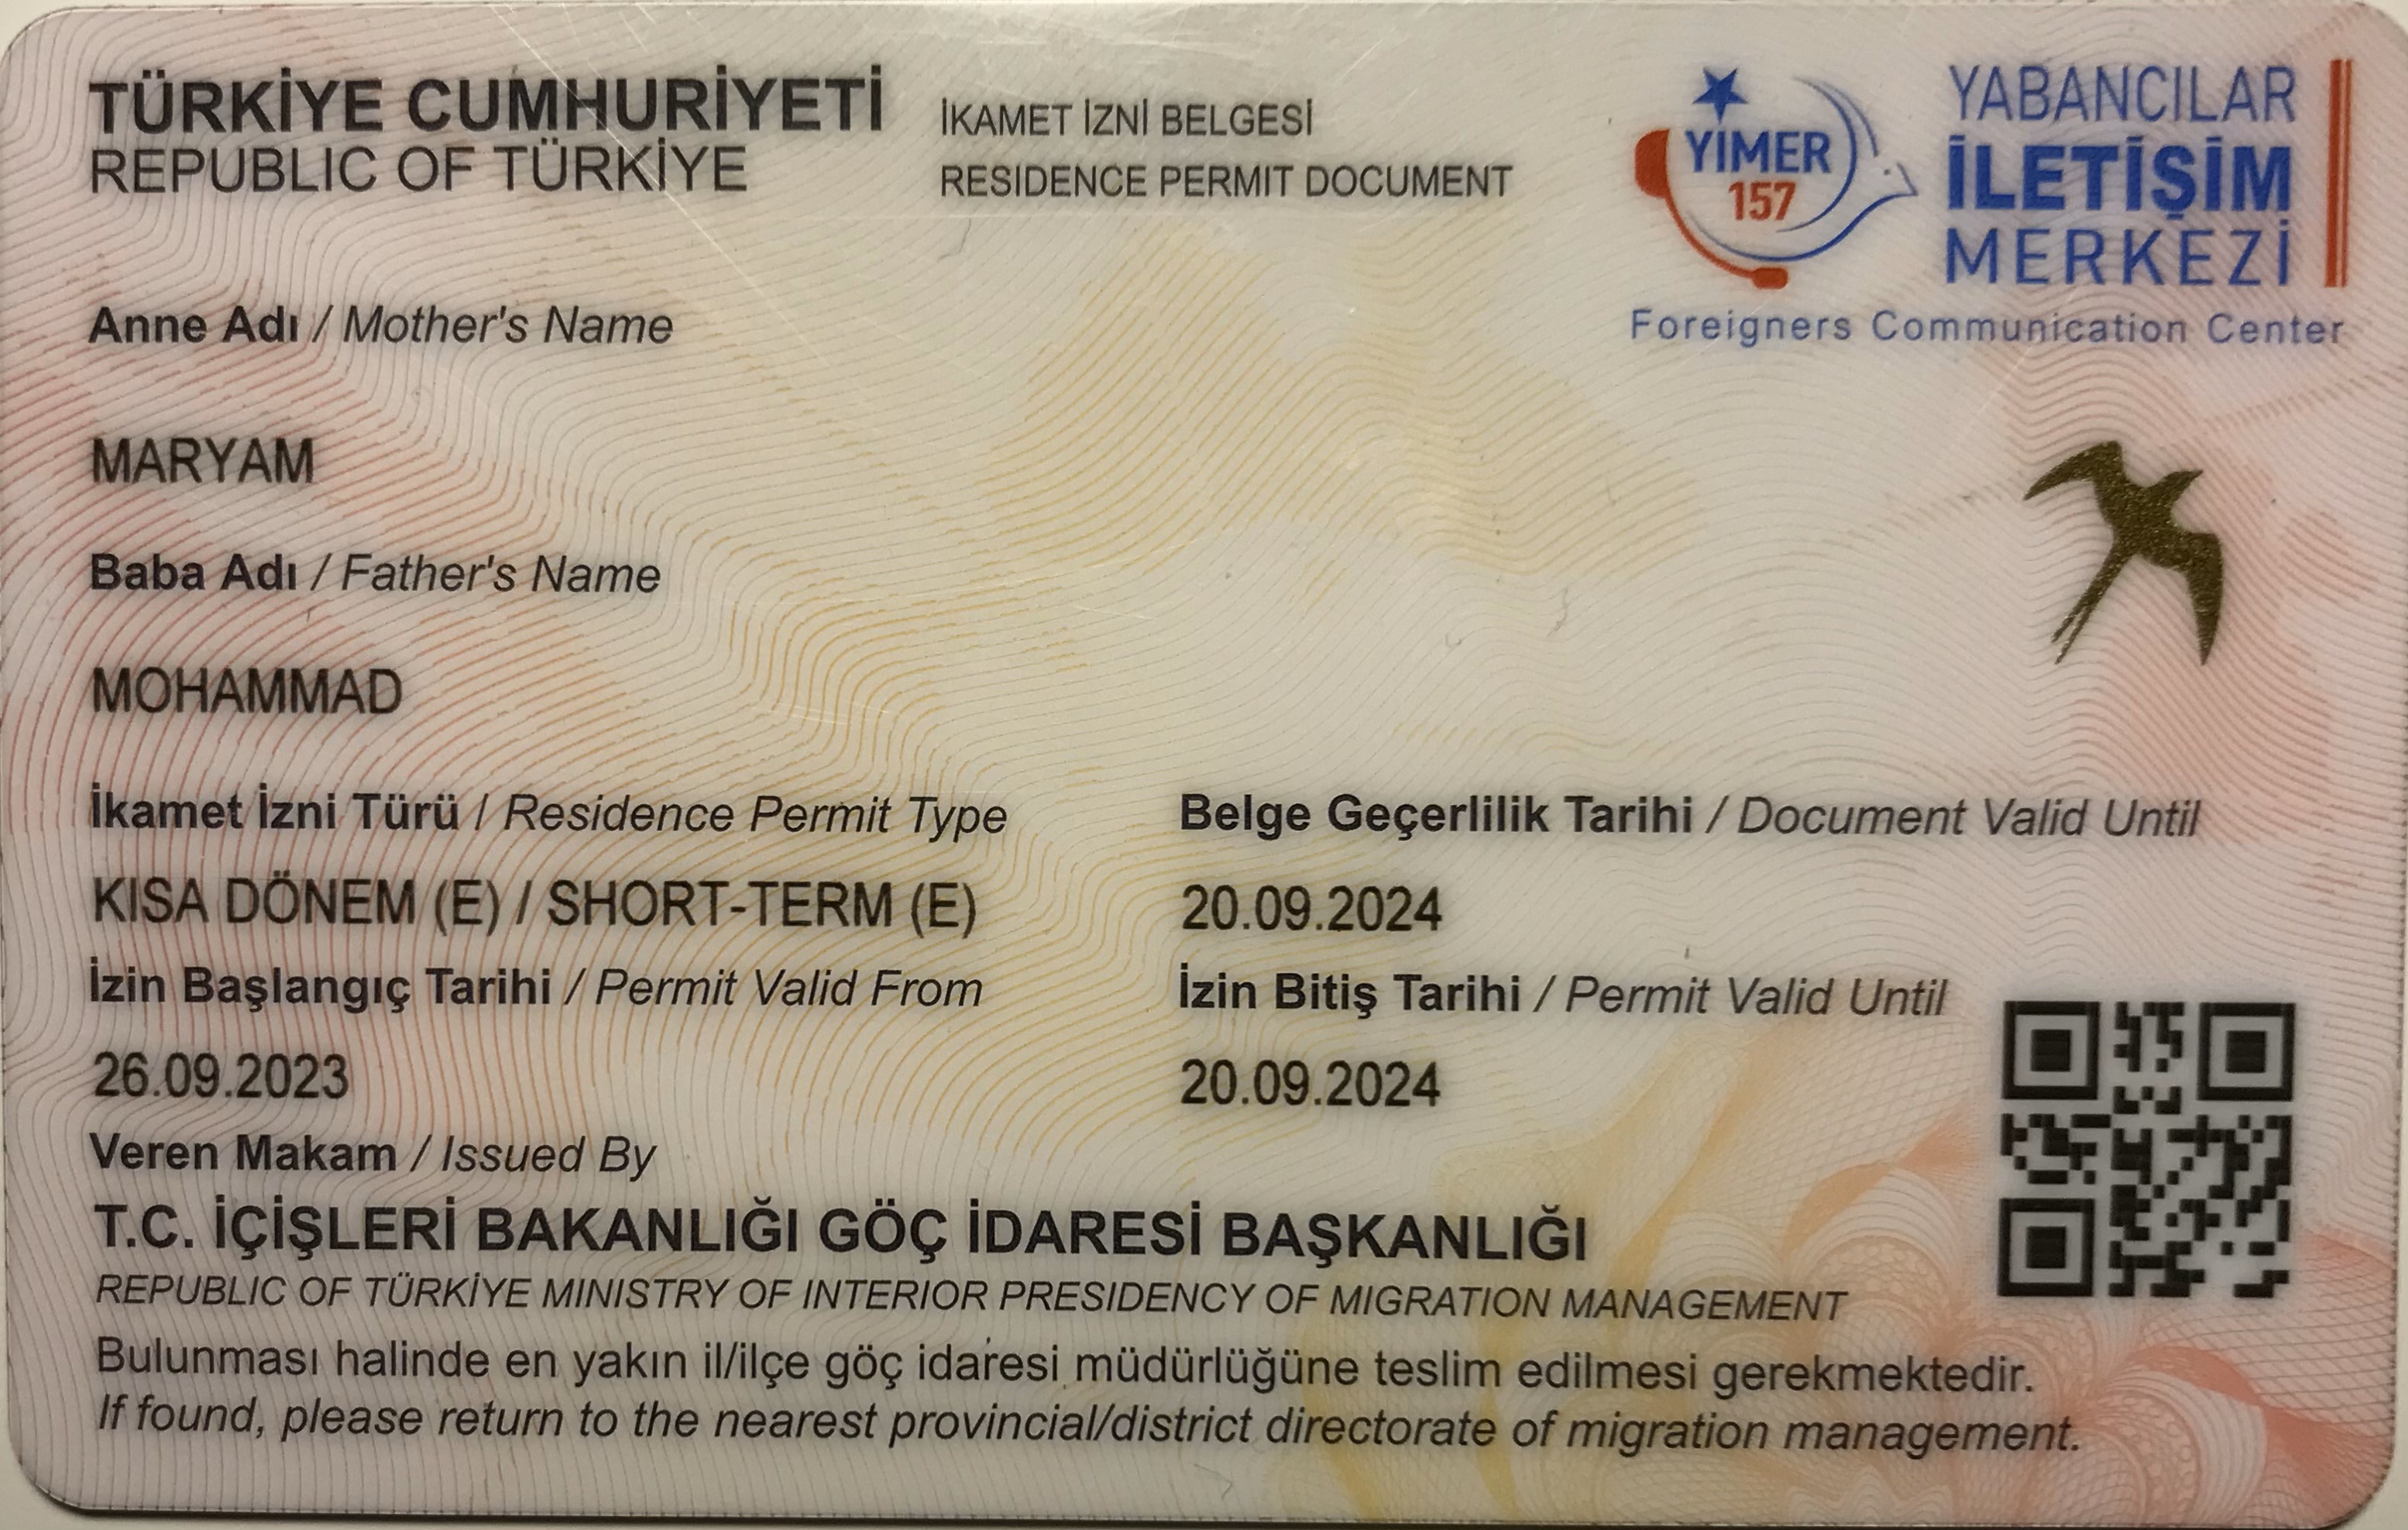 TÜRKİYE CUMHURİYETİ
REPUBLIC OF TÜRKİYE
İKAMET İZNİ BELGESİ
RESIDENCE PERMIT DOCUMENT
YİMER
157
YABANCILAR
İLETİŞİM
MERKEZİ
Foreigners Communication Center
Anne Adı / Mother's Name
MARYAM
Baba Adı / Father's Name
MOHAMMAD
İkamet İzni Türü / Residence Permit Type
KISA DÖNEM (E) / SHORT-TERM (E)
Belge Geçerlilik Tarihi / Document Valid Until
20.09.2024
İzin Başlangıç Tarihi / Permit Valid From
26.09.2023
İzin Bitiş Tarihi / Permit Valid Until
20.09.2024
Veren Makam / Issued By
T.C. İÇİŞLERİ BAKANLIĞI GÖÇ İDARESİ BAŞKANLIĞI
REPUBLIC OF TÜRKİYE MINISTRY OF INTERIOR PRESIDENCY OF MIGRATION MANAGEMENT
Bulunması halinde en yakın il/ilçe göç idaresi müdürlüğüne teslim edilmesi gerekmektedir.
If found, please return to the nearest provincial/district directorate of migration management.